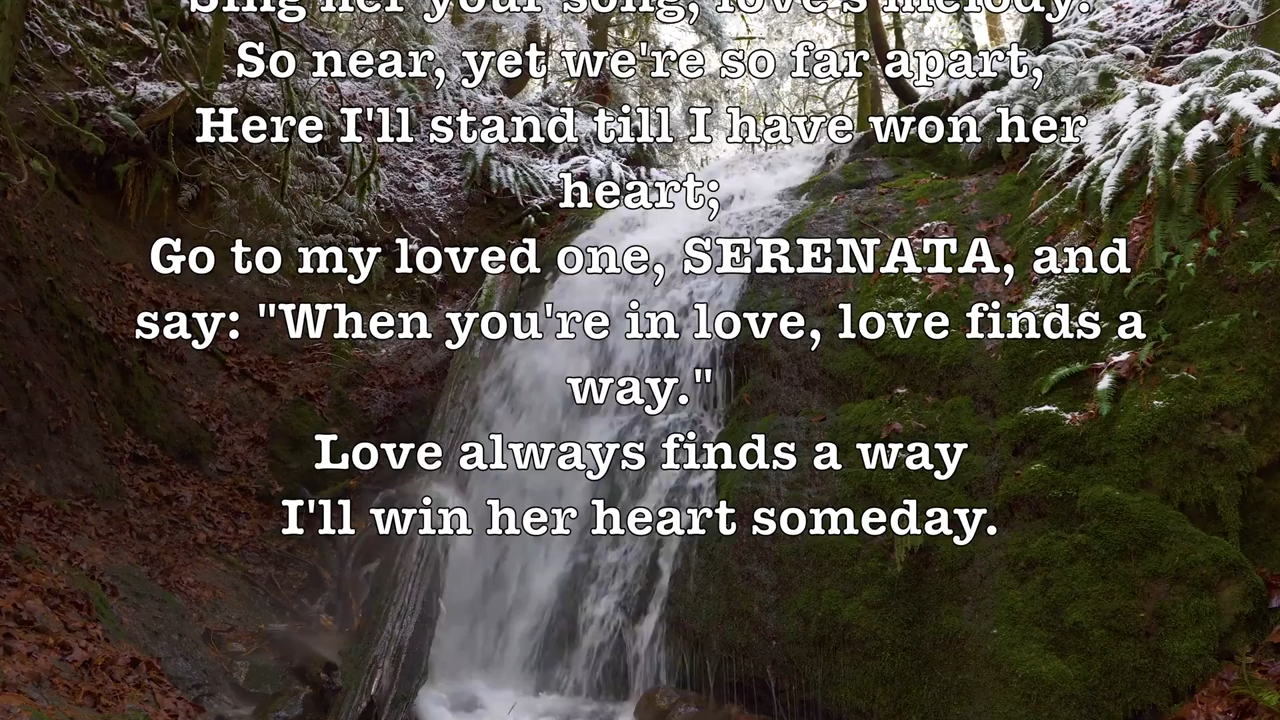 Sing her your song, love's melody.
So near, yet we're so far apart,
Here I'll stand till I have won her
heart;
Go to my loved one, SERENATA, and
say: "When you're in love, love finds a
way."
Love always finds a way
I'll win her heart someday.